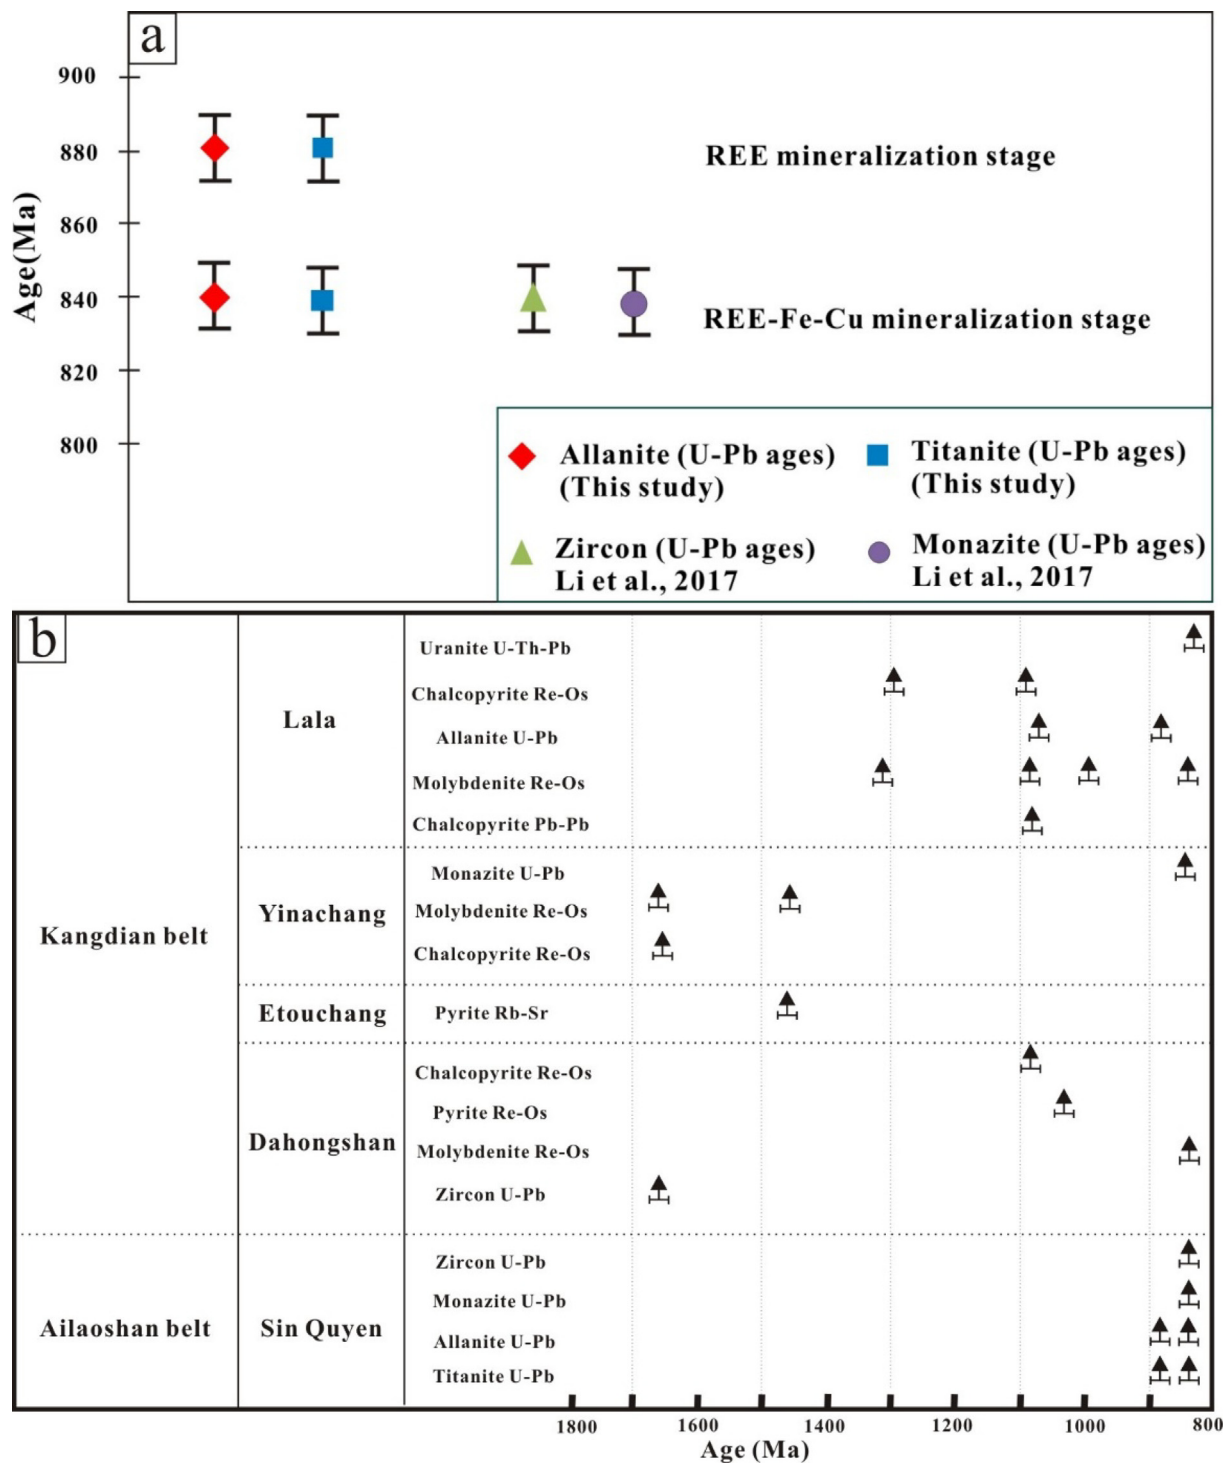 a
900
880
860
840
820
800
Age(Ma)
REE mineralization stage
REE-Fe-Cu mineralization stage
Allanite (U-Pb ages)
(This study)
Titanite (U-Pb ages)
(This study)
Zircon (U-Pb ages)
Li et al., 2017
Monazite (U-Pb ages)
Li et al., 2017
b
Kangdian belt
Lala
Uranite U-Th-Pb
Chalcopyrite Re-Os
Allanite U-Pb
Molybdenite Re-Os
Chalcopyrite Pb-Pb
Yinachang
Monazite U-Pb
Molybdenite Re-Os
Chalcopyrite Re-Os
Etouchang
Pyrite Rb-Sr
Dahongshan
Chalcopyrite Re-Os
Pyrite Re-Os
Molybdenite Re-Os
Zircon U-Pb
Ailaoshan belt
Sin Quyen
Zircon U-Pb
Monazite U-Pb
Allanite U-Pb
Titanite U-Pb
1800 1600 1400 1200 1000 800
Age (Ma)